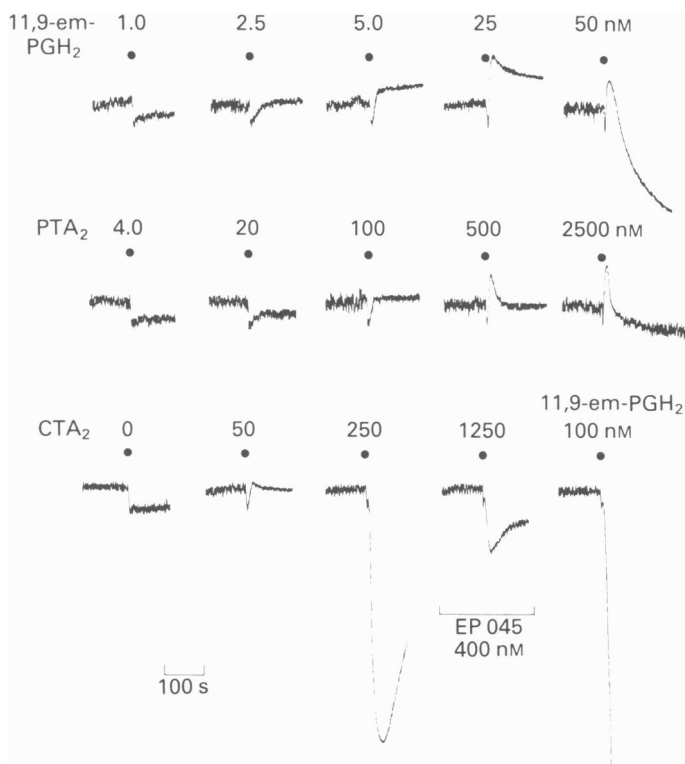 11,9-em-
PGH₂ 1.0 2.5 5.0 25 50 nM
PTA₂ 4.0 20 100 500 2500 nM
11,9-em-PGH₂
CTA₂ 0 50 250 1250 100 nM
EP 045
400 nM
100 s